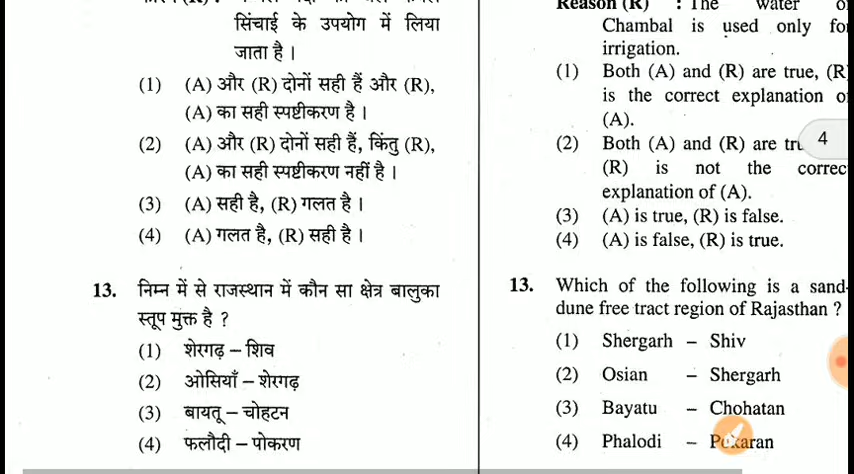 सिंचाई के उपयोग में लिया
जाता है ।
(1) (A) और (R) दोनों सही हैं और (R),
(A) का सही स्पष्टीकरण है ।
(2) (A) और (R) दोनों सही हैं, किंतु (R),
(A) का सही स्पष्टीकरण नहीं है ।
(3) (A) सही है, (R) गलत है ।
(4) (A) गलत है, (R) सही है ।
13. निम्न में से राजस्थान में कौन सा क्षेत्र बालुका
स्तूप मुक्त है ?
(1) शेरगढ़ – शिव
(2) ओसियाँ – शेरगढ़
(3) बायतू – चोहटन
(4) फलौदी – पोकरण
Reason (R) : The water
Chambal is used only
irrigation.
(1) Both (A) and (R) are true, (R
is the correct explanation
(A).
(2) Both (A) and (R) are
(R) is not the
explanation of (A).
(3) (A) is true, (R) is false.
(4) (A) is false, (R) is true.
4
13. Which of the following is a sand-
dune free tract region of Rajasthan ?
(1) Shergarh – Shiv
(2) Osian – Shergarh
(3) Bayatu – Chohatan
(4) Phalodi – Pokaran